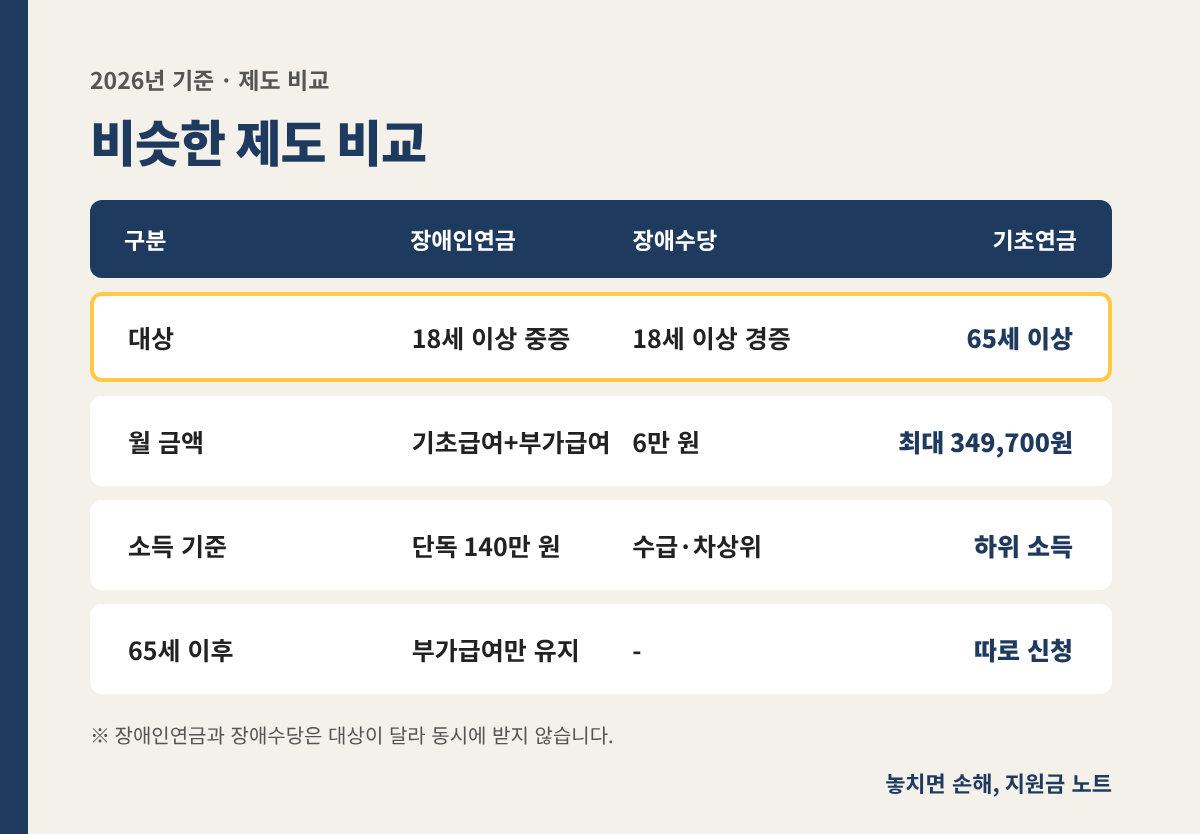 2026년 기준 · 제도 비교
비슷한 제도 비교
구분 장애인연금 장애수당 기초연금
대상 18세 이상 중증 18세 이상 경증 65세 이상
월 금액 기초급여+부가급여 6만 원 최대 349,700원
소득 기준 단독 140만 원 수급·차상위 하위 소득
65세 이후 부가급여만 유지 - 따로 신청
※ 장애인연금과 장애수당은 대상이 달라 동시에 받지 않습니다.
놓치면 손해, 지원금 노트